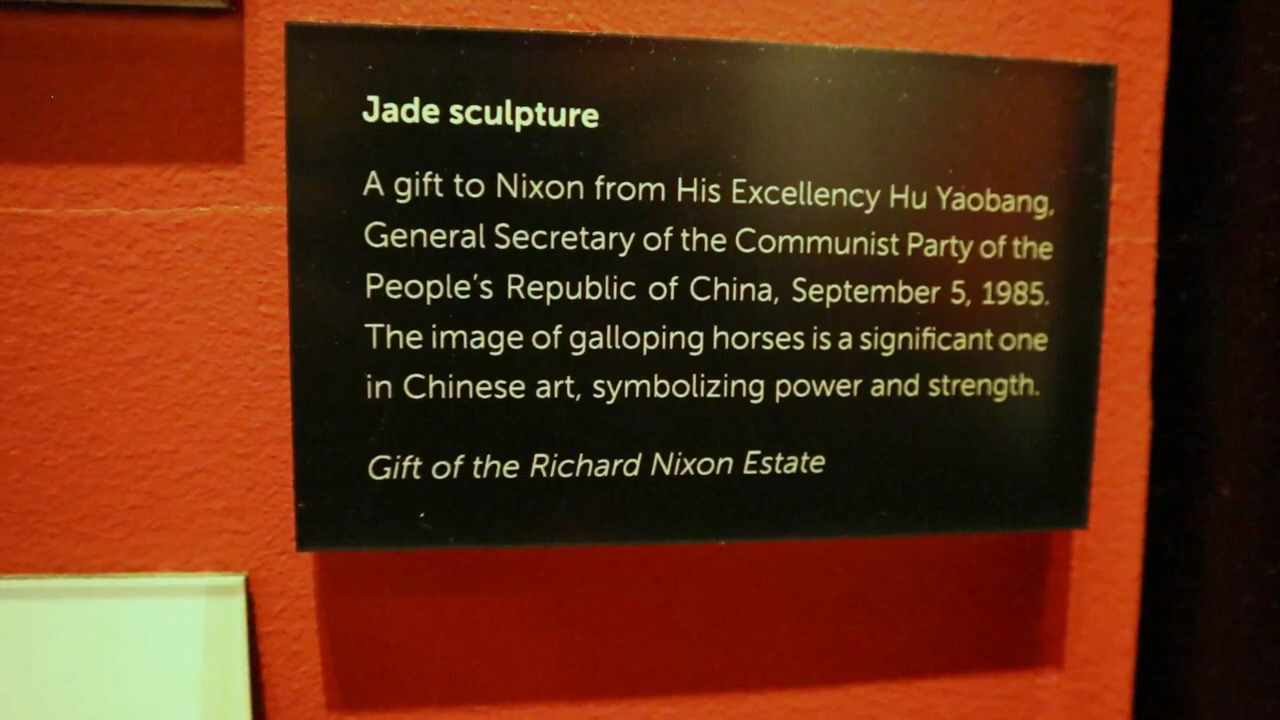 Jade sculpture
A gift to Nixon from His Excellency Hu Yaobang,
General Secretary of the Communist Party of the
People's Republic of China, September 5, 1985.
The image of galloping horses is a significant one
in Chinese art, symbolizing power and strength.
Gift of the Richard Nixon Estate